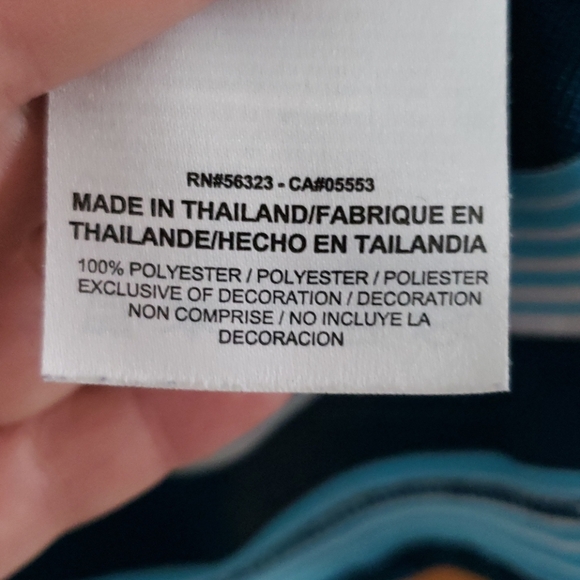 RN#56323 - CA#05553
MADE IN THAILAND/FABRIQUE EN
THAILANDE/HECHO EN TAILANDIA
100% POLYESTER / POLYESTER / POLIESTER
EXCLUSIVE OF DECORATION / DECORATION
NON COMPRISE / NO INCLUYE LA
DECORACION